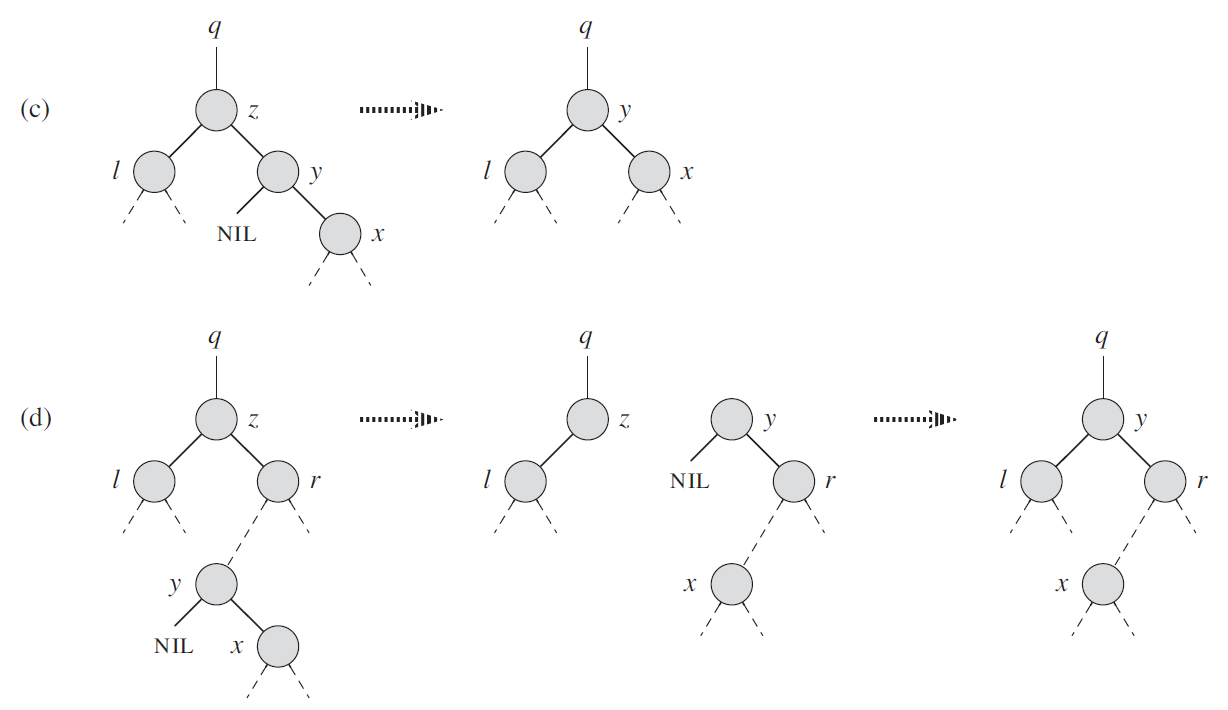 q q
(c) z y
l y l x
NIL x
q q q
(d) z z y y
l r l NIL r l r
y x x
NIL x